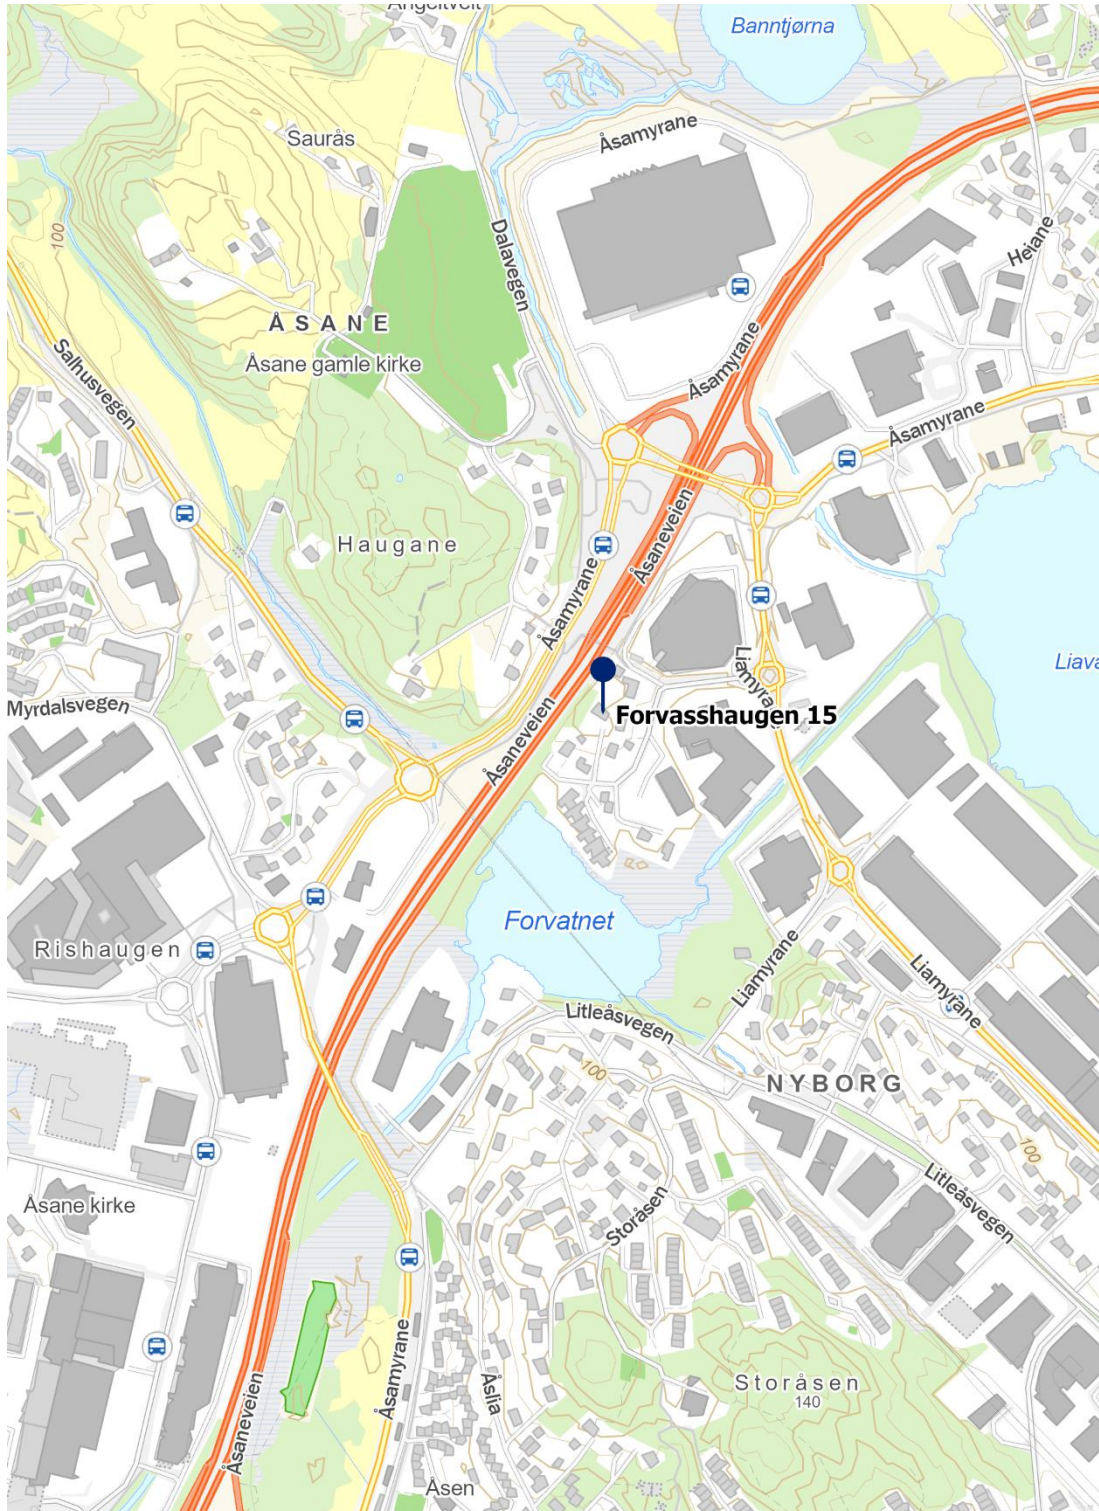 Angeltveit
Banntjørna
Åsamyrane
Saurås
100
Dalavegen
Heiane
ÅSANE
Åsane gamle kirke
Salhusvegen
Åsamyrane
Åsamyrane
Haugane
Åsaneveien
Åsamyrane
Liamyra
Liava
Myrdalsvegen
Forvasshaugen 15
Åsaneveien
Forvatnet
Rishaugen
Liamyrane
Liamyrane
Litleåsvegen
100
NYBORG
100
Litleåsvegen
Åsane kirke
Storåsen
Åsaneveien
Åsamyrane
Åslia
Storåsen
140
Åsen